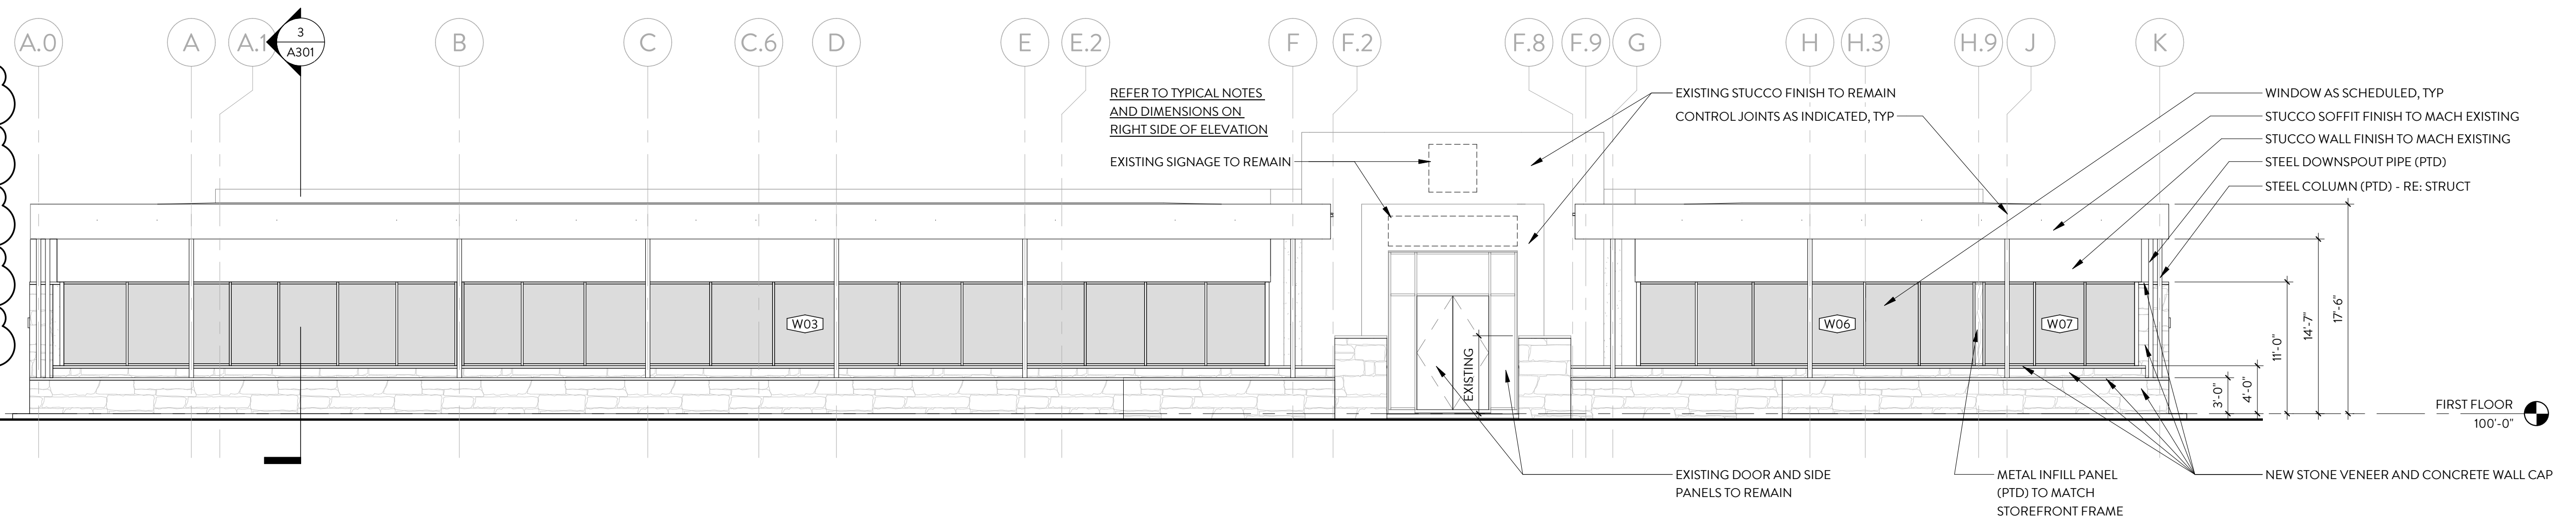 A.0
A
A.1
3
A301
B
C
C.6
D
E
E.2
F
F.2
F.8
F.9
G
H
H.3
H.9
J
K
REFER TO TYPICAL NOTES
AND DIMENSIONS ON
RIGHT SIDE OF ELEVATION
EXISTING SIGNAGE TO REMAIN
EXISTING STUCCO FINISH TO REMAIN
CONTROL JOINTS AS INDICATED, TYP
WINDOW AS SCHEDULED, TYP
STUCCO SOFFIT FINISH TO MACH EXISTING
STUCCO WALL FINISH TO MACH EXISTING
STEEL DOWNSPOUT PIPE (PTD)
STEEL COLUMN (PTD) - RE: STRUCT
W03
W06
W07
EXISTING
3'-0"
4'-0"
11'-0"
14'-7"
17'-6"
FIRST FLOOR
100'-0"
EXISTING DOOR AND SIDE
PANELS TO REMAIN
METAL INFILL PANEL
(PTD) TO MATCH
STOREFRONT FRAME
NEW STONE VENEER AND CONCRETE WALL CAP